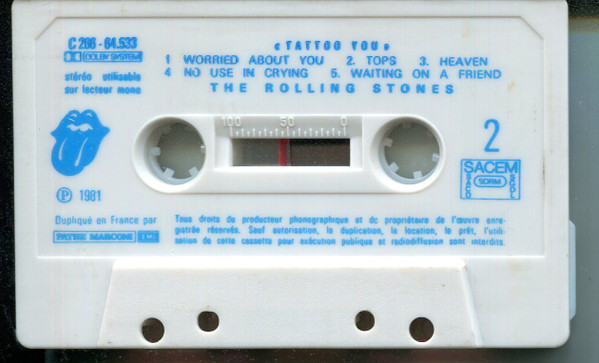 C 266-64.533
DOLBY SYSTEM
stéréo utilisable
sur lecteur mono
«TATTOO YOU»
1 WORRIED ABOUT YOU 2. TOPS 3. HEAVEN
4 NO USE IN CRYING 5. WAITING ON A FRIEND
THE ROLLING STONES
100 50 0
2
SACEM
SACD SDRM SGDL
Ⓟ 1981
Dupliqué en France par
PATHE MARCONI EMI
Tous droits du producteur phonographique et de propriétaire de l'œuvre enre-
gistrée réservés. Sauf autorisation, la duplication, la location, le prêt, l'utili-
sation de cette cassette pour exécution publique et radiodiffusion sont interdits.